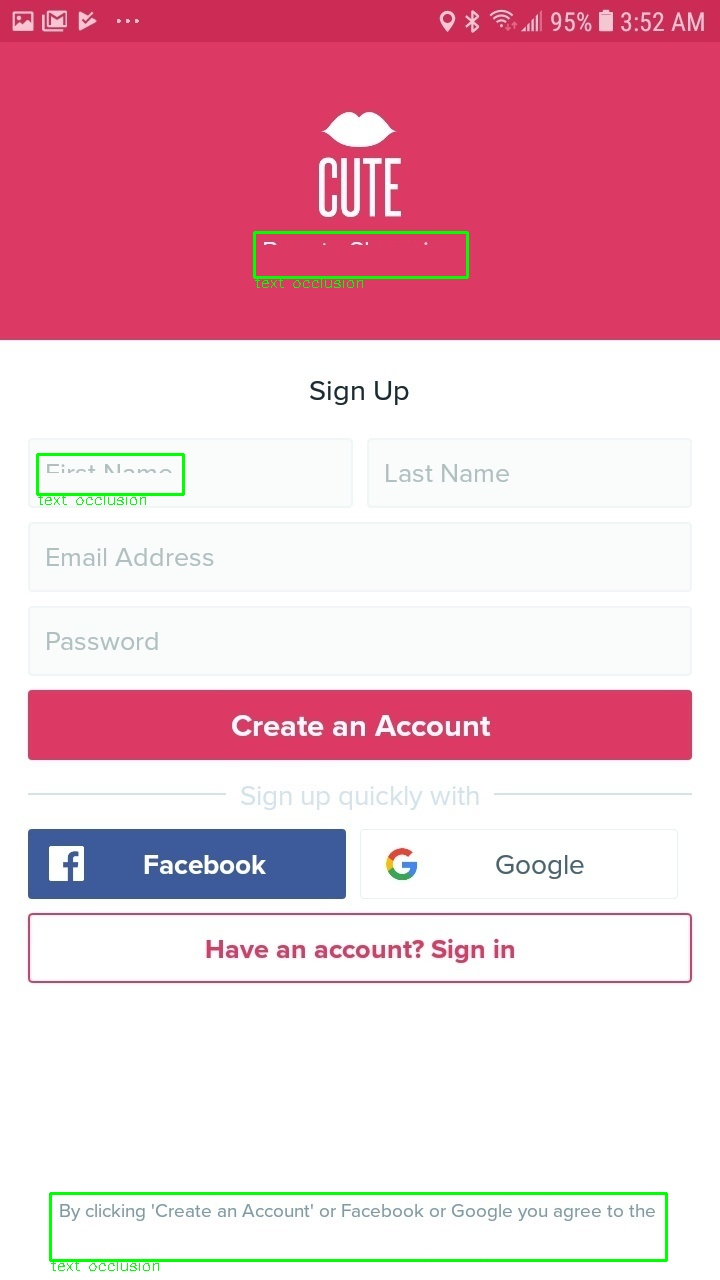 95% 3:52 AM
CUTE
text occlusion
Sign Up
First Name
Last Name
text occlusion
Email Address
Password
Create an Account
Sign up quickly with
Facebook
Google
Have an account? Sign in
By clicking 'Create an Account' or Facebook or Google you agree to the
text occlusion